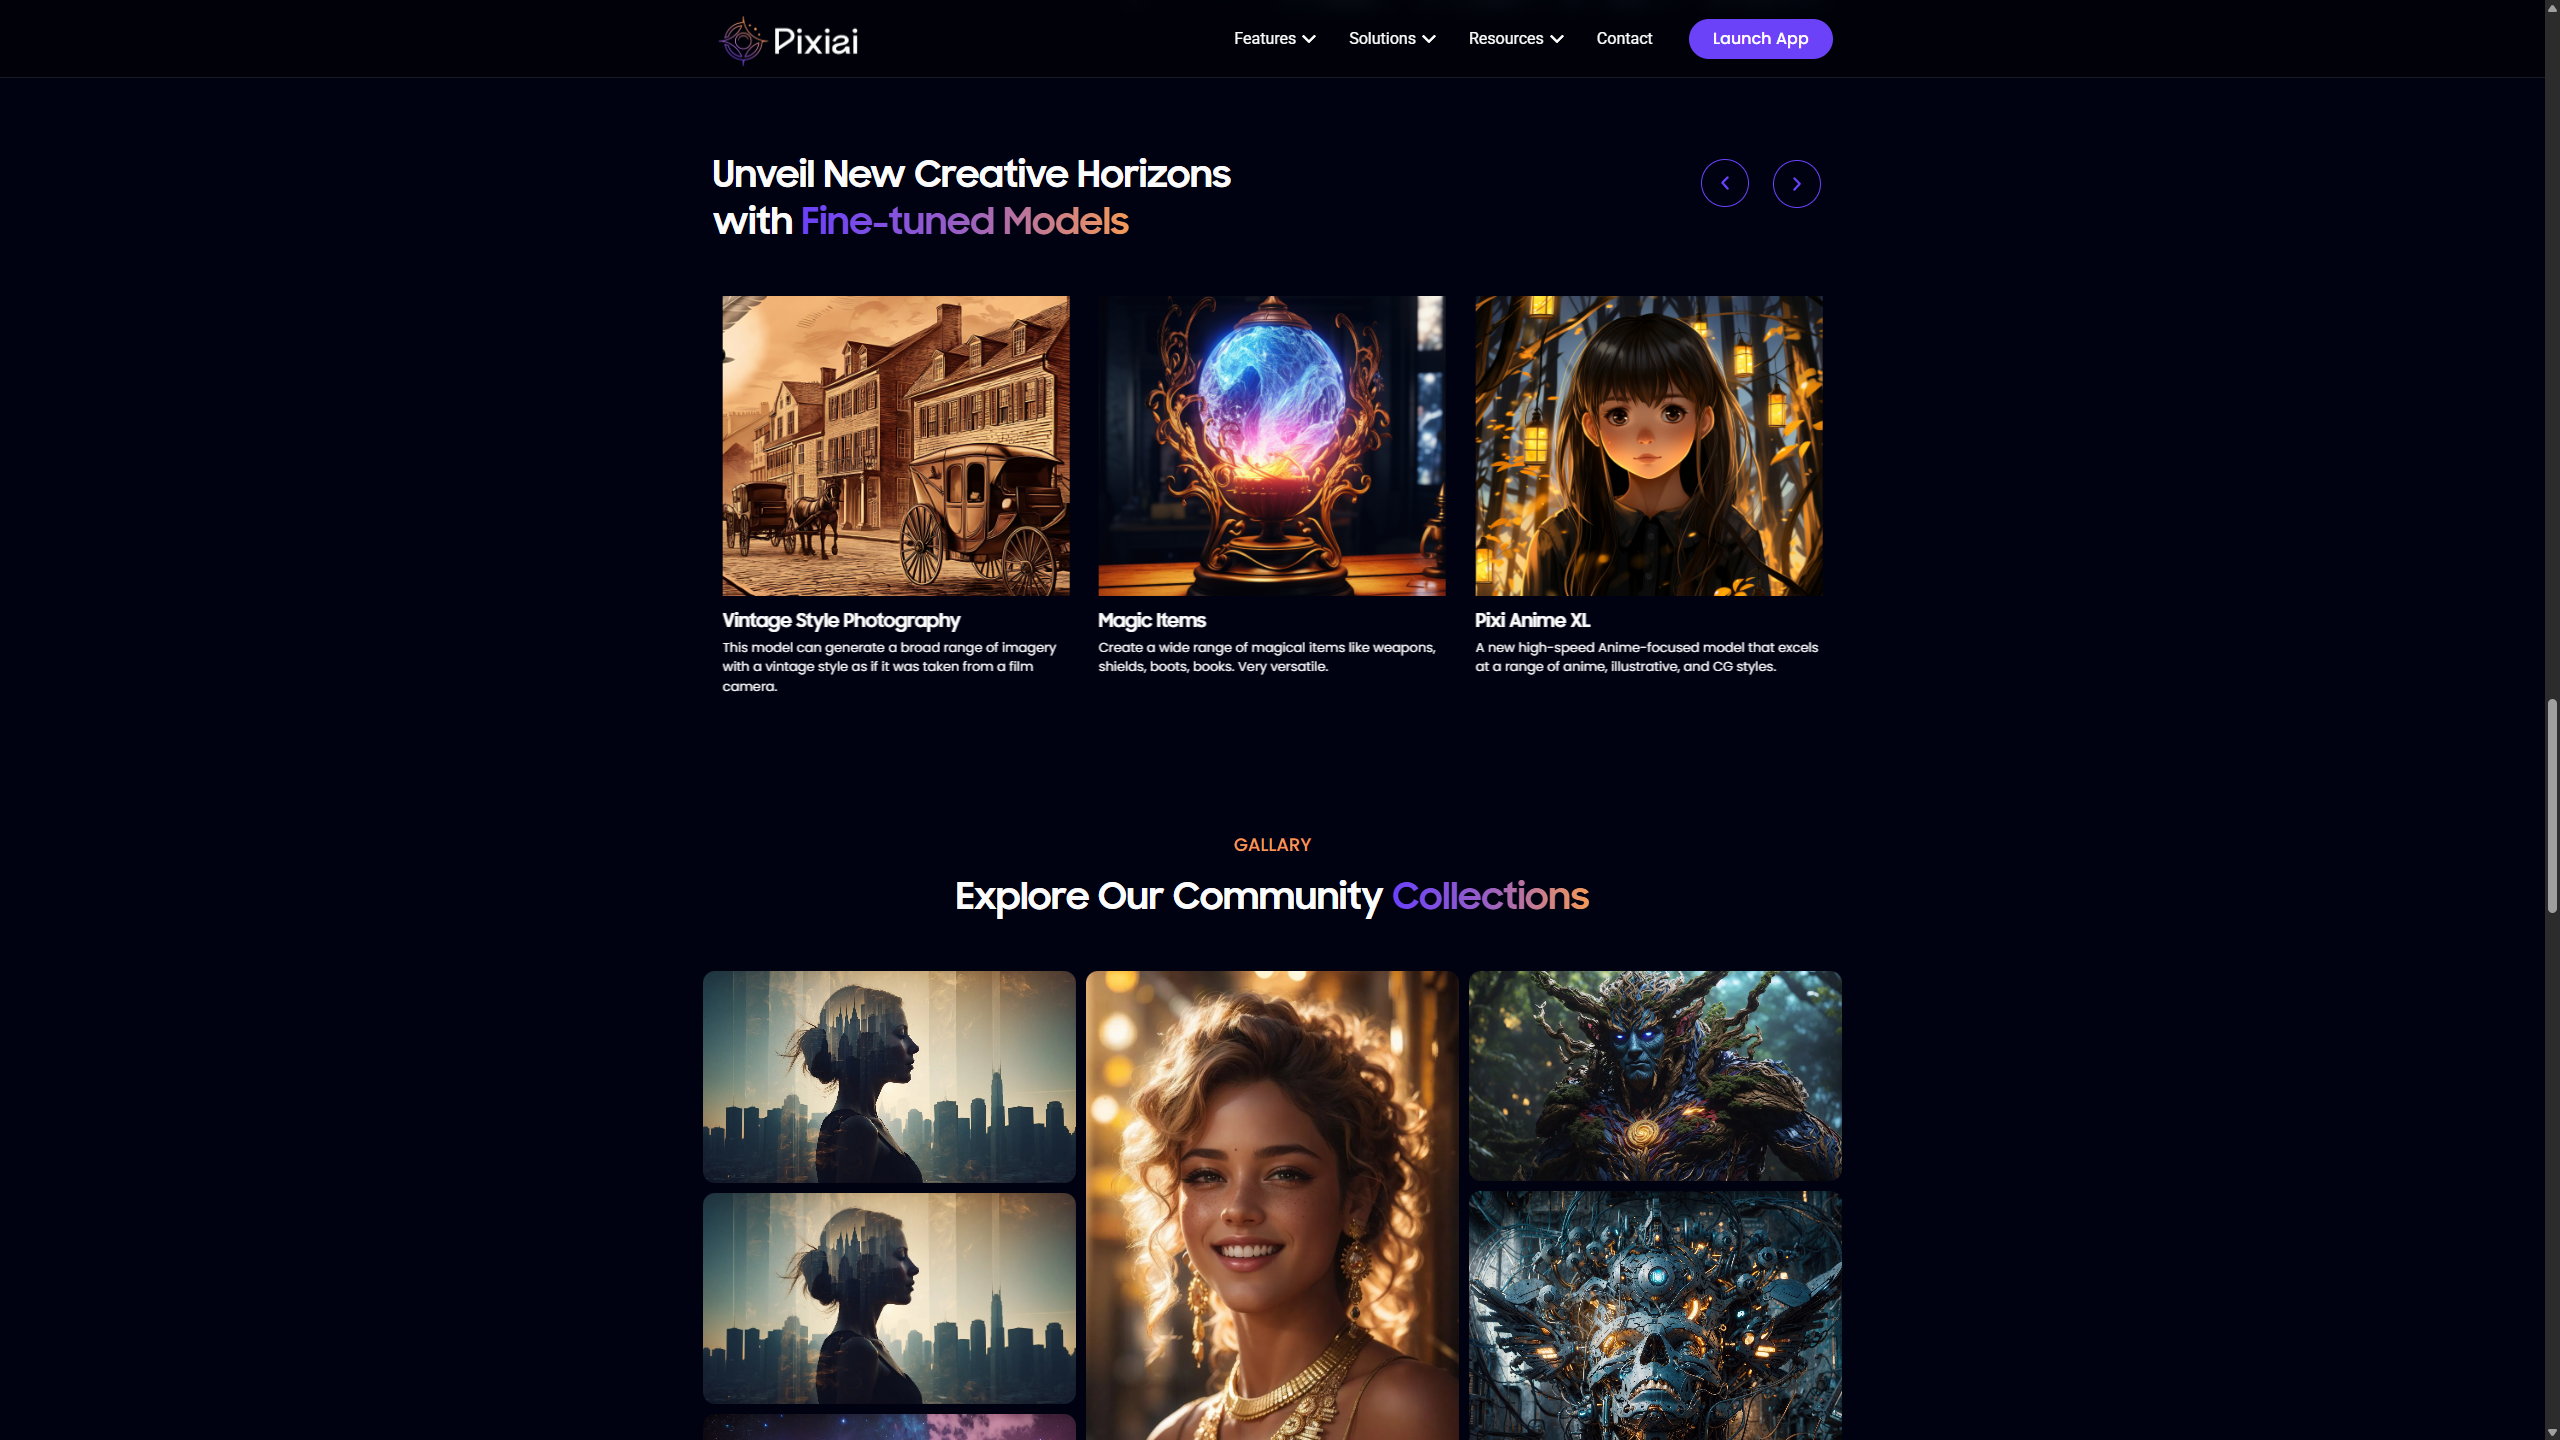 Pixiai
Features
Solutions
Resources
Contact
Launch App
Unveil New Creative Horizons
with Fine-tuned Models
Vintage Style Photography
This model can generate a broad range of imagery
with a vintage style as if it was taken from a film
camera.
Magic Items
Create a wide range of magical items like weapons,
shields, boots, books. Very versatile.
Pixi Anime XL
A new high-speed Anime-focused model that excels
at a range of anime, illustrative, and CG styles.
GALLARY
Explore Our Community Collections